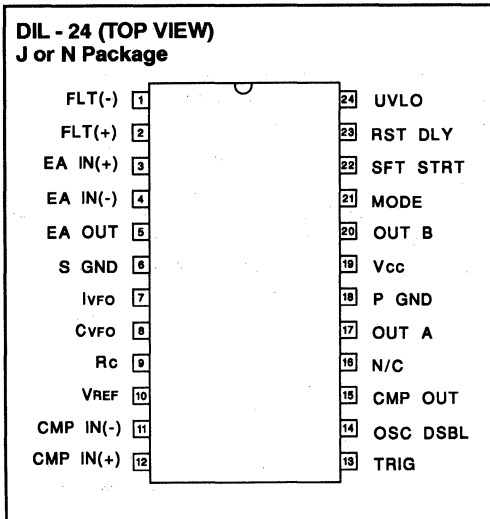 DIL - 24 (TOP VIEW)
J or N Package
FLT(-) 1
FLT(+) 2
EA IN(+) 3
EA IN(-) 4
EA OUT 5
S GND 6
IVFO 7
CVFO 8
RC 9
VREF 10
CMP IN(-) 11
CMP IN(+) 12
24 UVLO
23 RST DLY
22 SFT STRT
21 MODE
20 OUT B
19 Vcc
18 P GND
17 OUT A
16 N/C
15 CMP OUT
14 OSC DSBL
13 TRIG